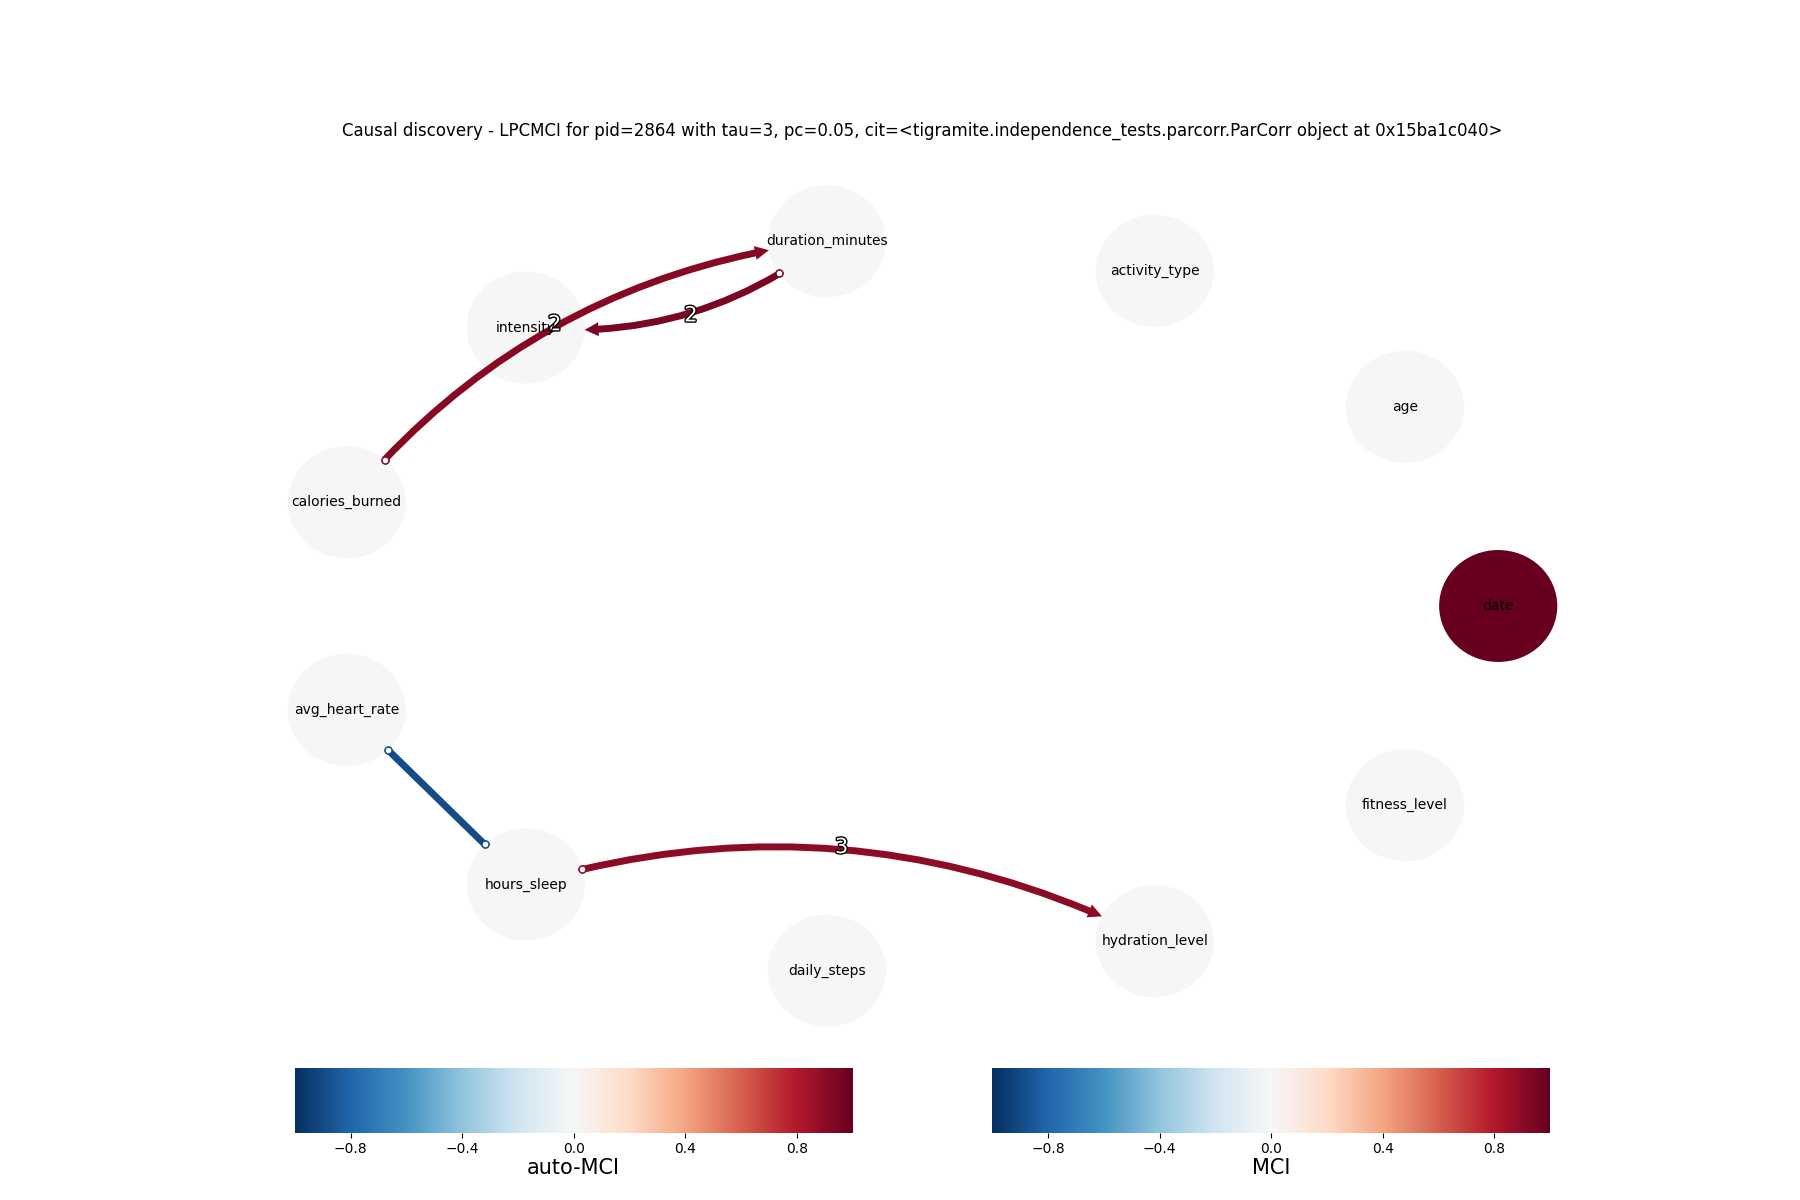 Causal discovery - LPCMCI for pid=2864 with tau=3, pc=0.05, cit=<tigramite.independence_tests.parcorr.ParCorr object at 0x15ba1c040>
duration_minutes
activity_type
intensity
2
2
age
calories_burned
date
avg_heart_rate
fitness_level
3
hours_sleep
hydration_level
daily_steps
−0.8 −0.4 0.0 0.4 0.8
auto-MCI
−0.8 −0.4 0.0 0.4 0.8
MCI